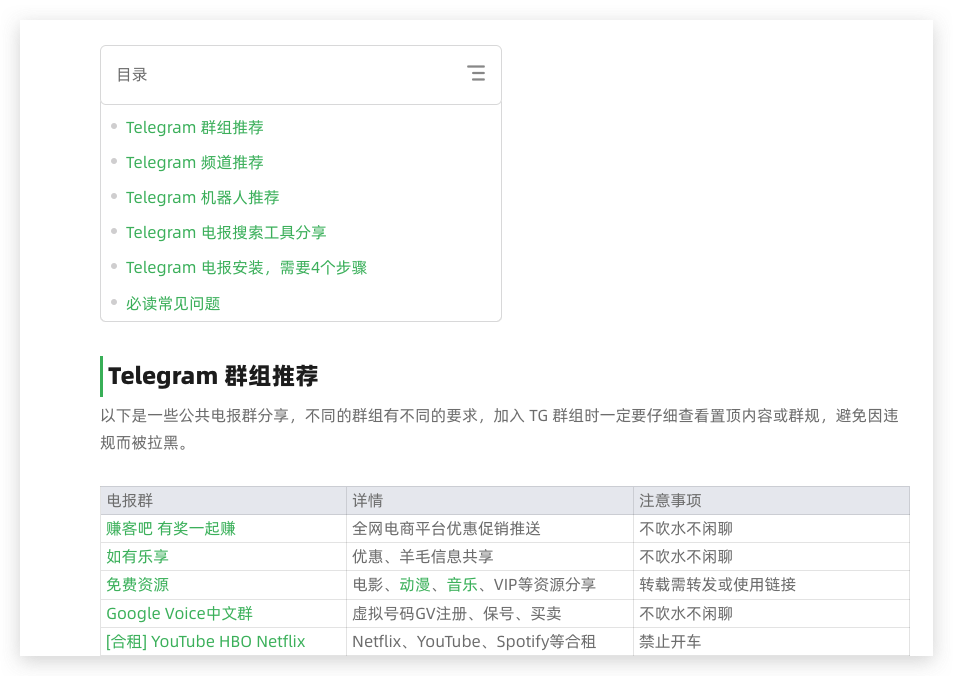 目录
Telegram 群组推荐
Telegram 频道推荐
Telegram 机器人推荐
Telegram 电报搜索工具分享
Telegram 电报安装，需要4个步骤
必读常见问题
Telegram 群组推荐
以下是一些公共电报群分享，不同的群组有不同的要求，加入 TG 群组时一定要仔细查看置顶内容或群规，避免因违
规而被拉黑。
电报群 详情 注意事项
赚客吧 有奖一起赚 全网电商平台优惠促销推送 不吹水不闲聊
如有乐享 优惠、羊毛信息共享 不吹水不闲聊
免费资源 电影、动漫、音乐、VIP等资源分享 转载需转发或使用链接
Google Voice中文群 虚拟号码GV注册、保号、买卖 不吹水不闲聊
[合租] YouTube HBO Netflix Netflix、YouTube、Spotify等合租 禁止开车